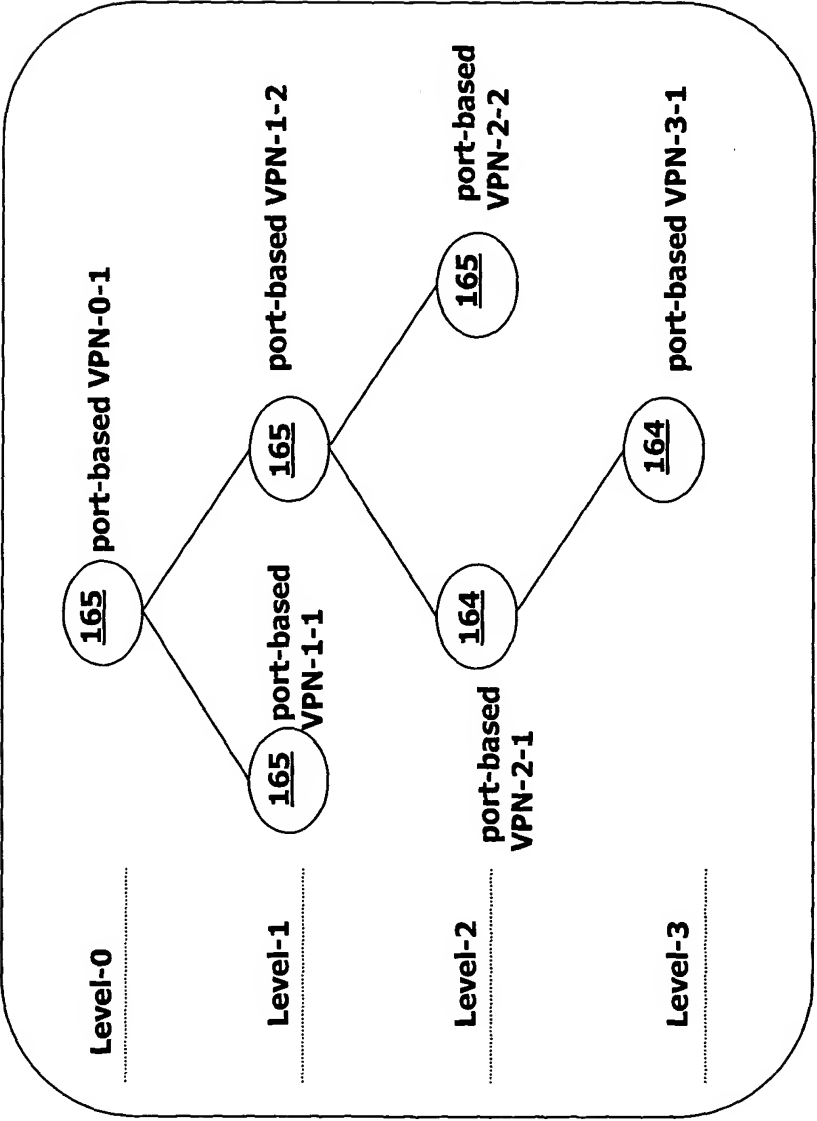 Level-0
165
port-based VPN-0-1
Level-1
165
port-based
VPN-1-1
165
port-based VPN-1-2
Level-2
port-based
VPN-2-1
164
165
port-based
VPN-2-2
Level-3
164
port-based VPN-3-1